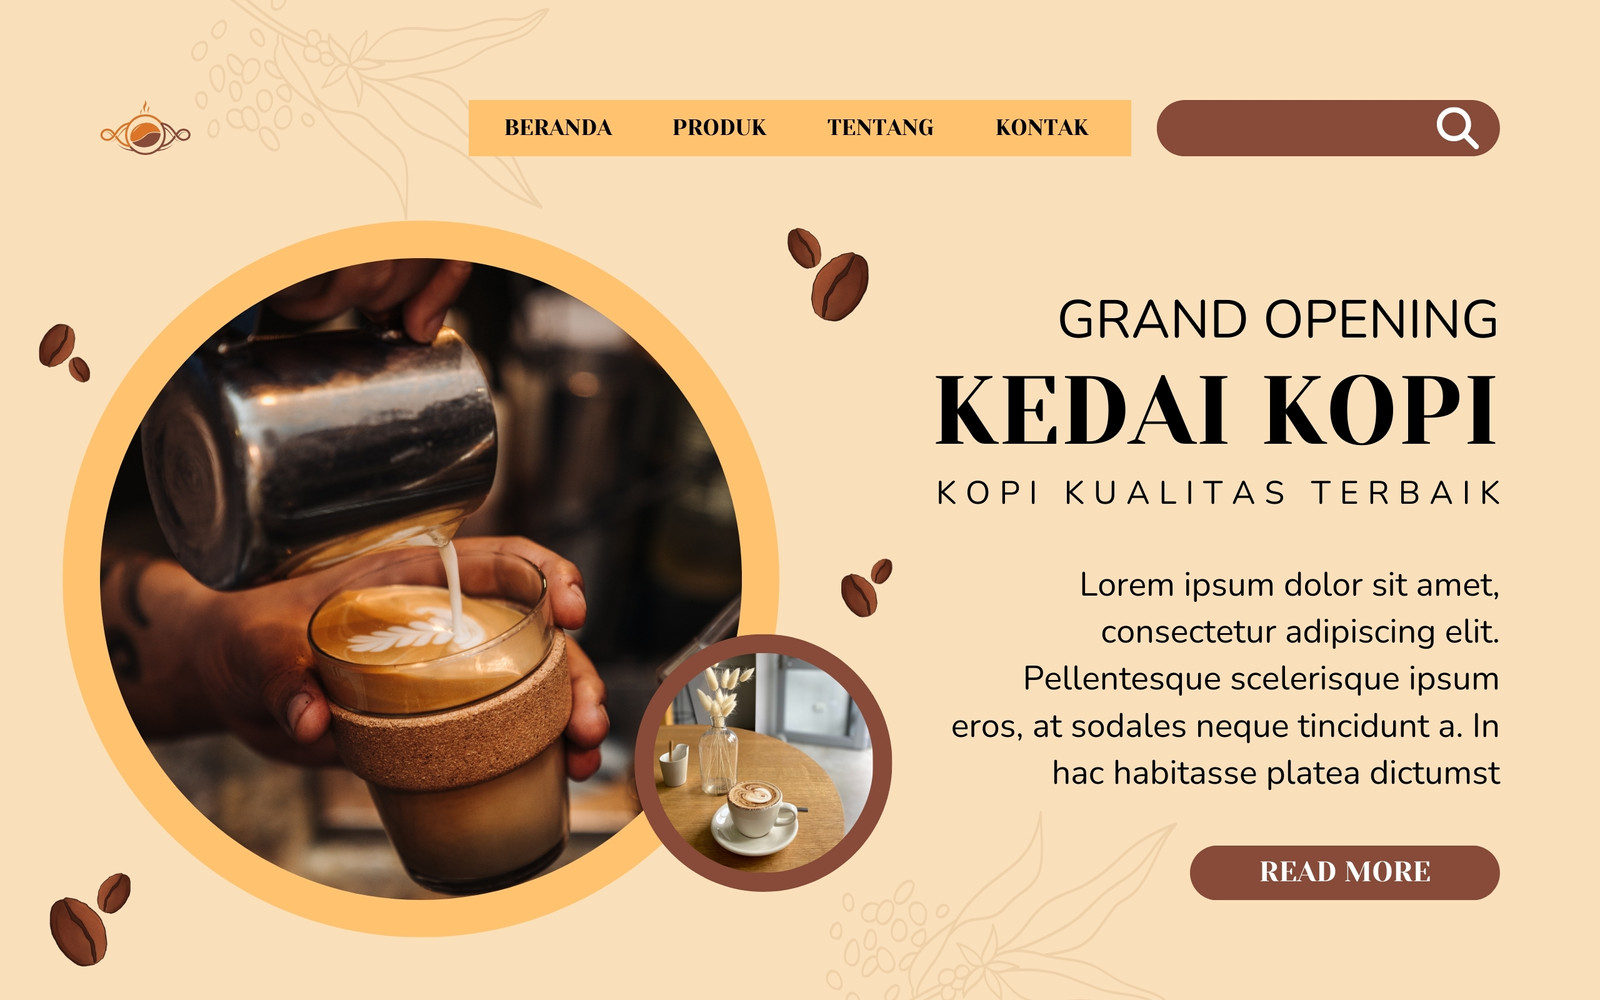 BERANDA PRODUK TENTANG KONTAK
GRAND OPENING
KEDAI KOPI
KOPI KUALITAS TERBAIK
Lorem ipsum dolor sit amet,
consectetur adipiscing elit.
Pellentesque scelerisque ipsum
eros, at sodales neque tincidunt a. In
hac habitasse platea dictumst
READ MORE